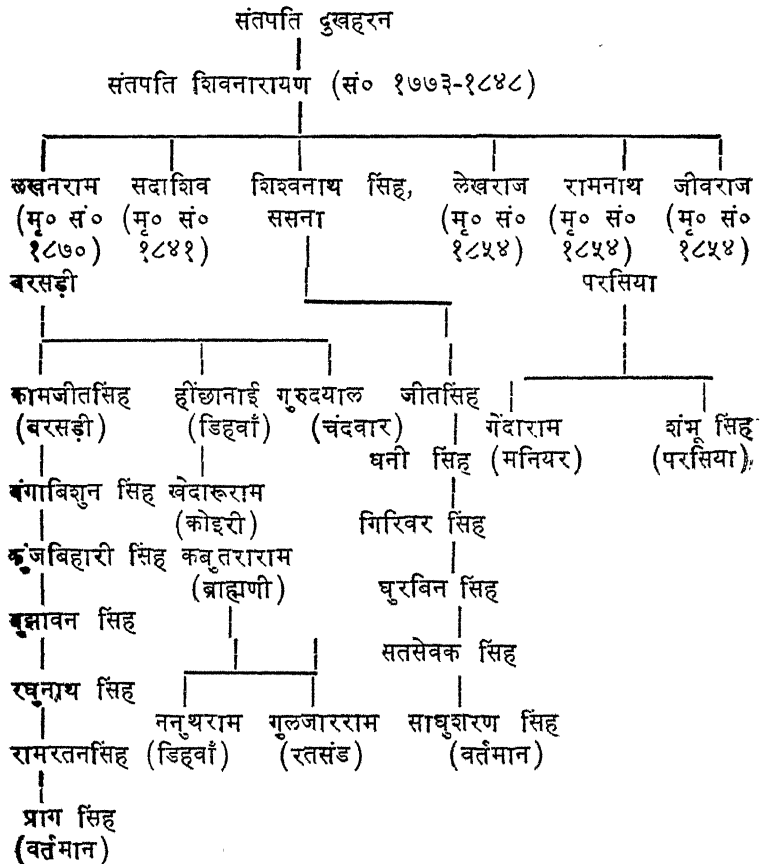 संतपति दुखहरन
संतपति शिवनारायण (सं० १७७३-१८४८)
लखनराम सदाशिव शिश्वनाथ सिंह, लेखराज रामनाथ जीवराज
(मृ० सं० (मृ० सं० ससना (मृ० सं० (मृ० सं० (मृ० सं०
१८७०) १८४१) १८५४) १८५४) १८५४)
बरसड़ी परसिया
कामजीतसिंह हींछानाई गुरुदयाल जीतसिंह गेंदाराम शंभू सिंह
(बरसड़ी) (डिहवाँ) (चंदवार) धनी सिंह (मनियर) (परसिया)
गंगाबिशुन सिंह खेदारूराम गिरिवर सिंह
(कोइरी)
कुंजबिहारी सिंह कबुतराराम घुरबिन सिंह
(ब्राह्मणी)
बुझावन सिंह सतसेवक सिंह
रघुनाथ सिंह ननुथराम गुलजारराम साधुशरण सिंह
रामरतनसिंह (डिहवाँ) (रतसंड) (वर्तमान)
प्राग सिंह
(वर्तमान)